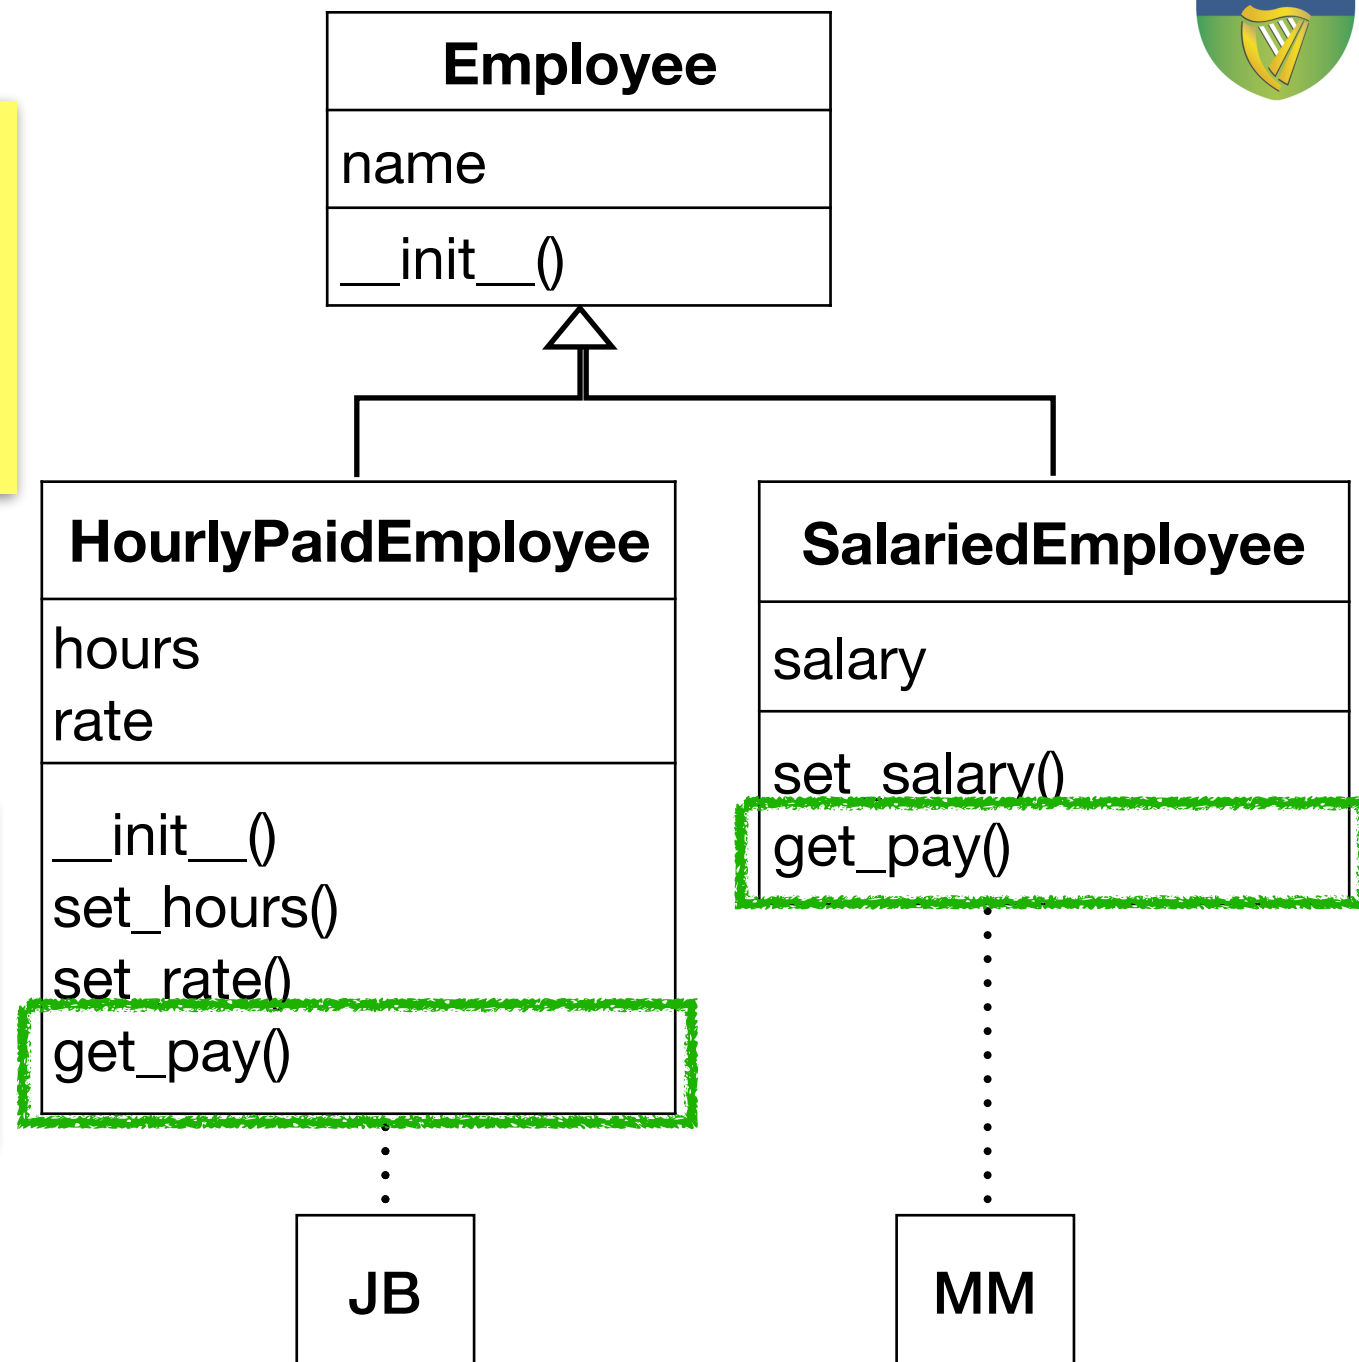 Employee
name
__init__()
HourlyPaidEmployee
hours
rate
__init__()
set_hours()
set_rate()
get_pay()
SalariedEmployee
salary
set_salary()
get_pay()
JB
MM